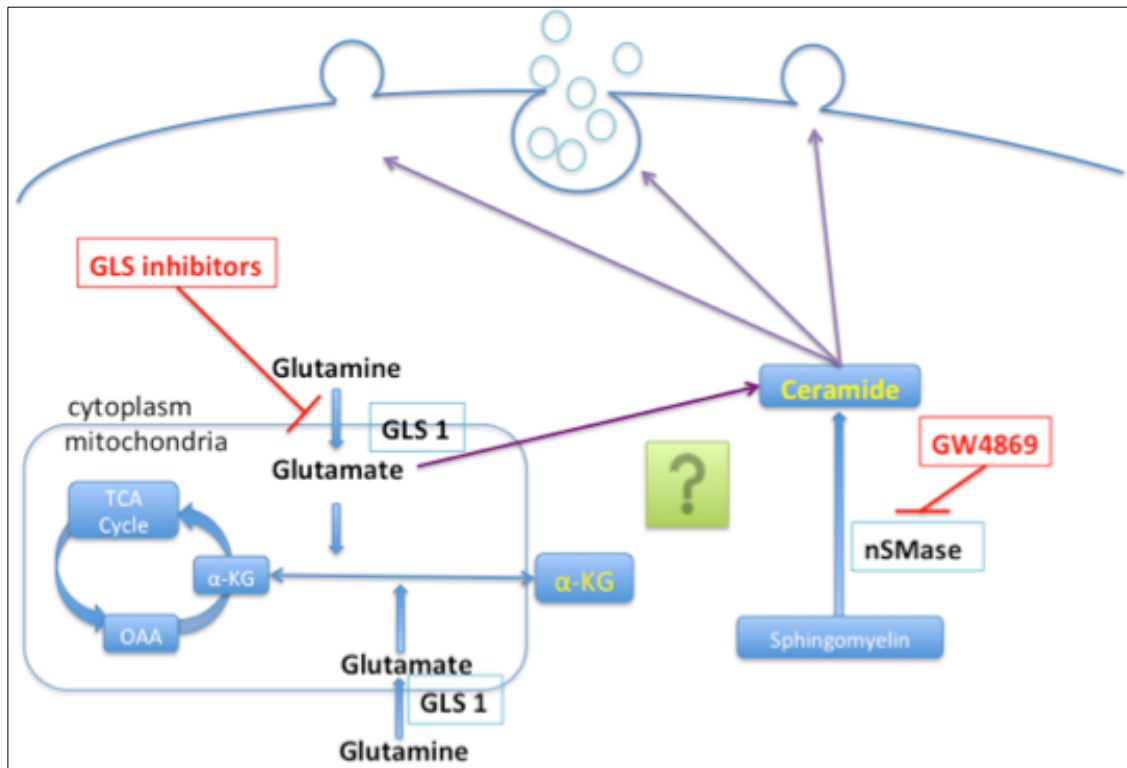 GLS inhibitors
Glutamine
cytoplasm
mitochondria
GLS 1
Glutamate
Ceramide
GW4869
?
nSMase
TCA
Cycle
α-KG
α-KG
OAA
Sphingomyelin
Glutamate
GLS 1
Glutamine